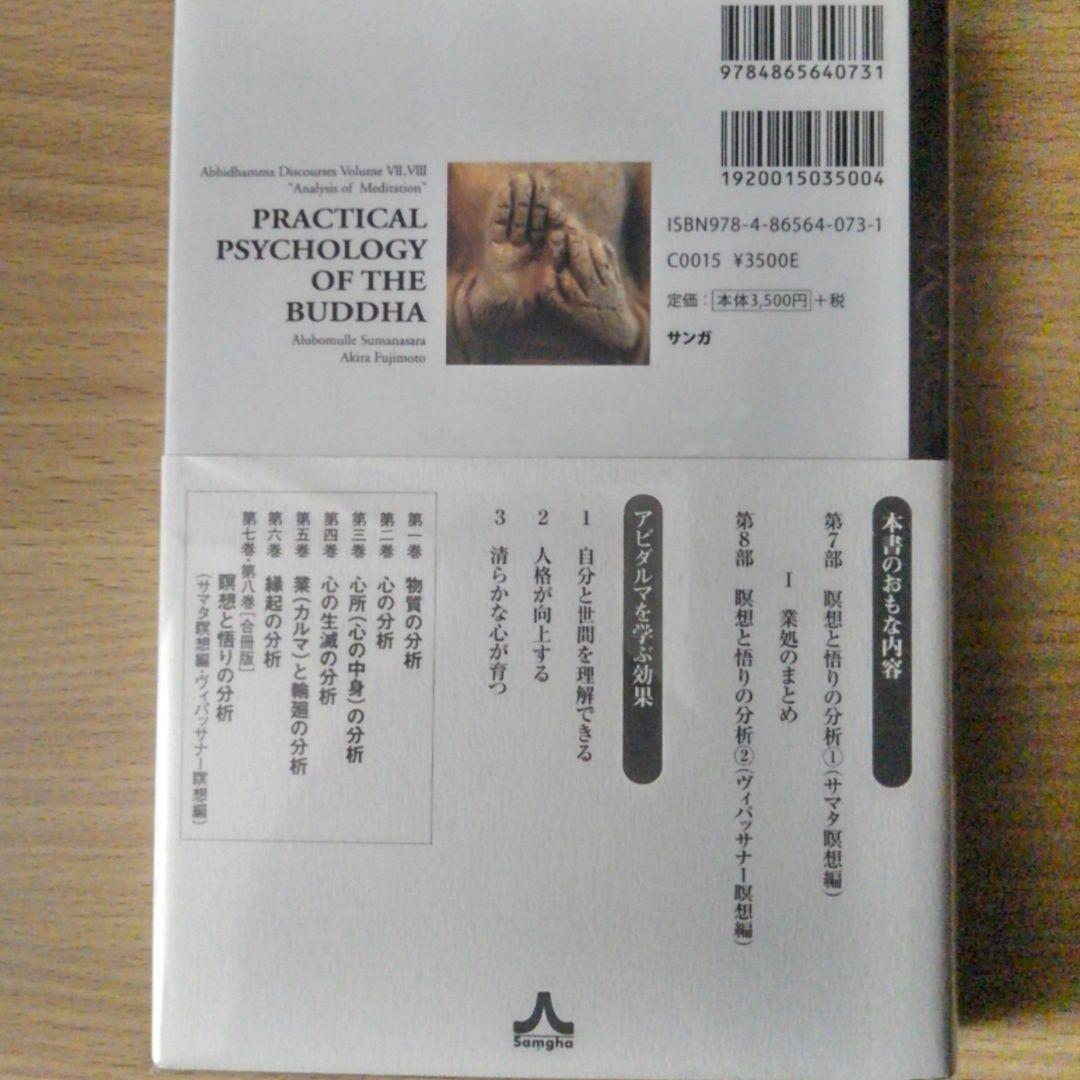 9784865640731
1920015035004
Abhidhamma Discourses Volume Ⅶ,Ⅷ
"Analysis of Meditation"
PRACTICAL
PSYCHOLOGY
OF THE
BUDDHA
Alubomulle Sumanasara
Akira Fujimoto
ISBN978-4-86564-073-1
C0015 ¥3500E
定価：本体3,500円+税
サンガ
本書のおもな内容
第7部 瞑想と悟りの分析①（サマタ瞑想編）
Ⅰ 業処のまとめ
第8部 瞑想と悟りの分析②（ヴィパッサナー瞑想編）
アビダルマを学ぶ効果
1 自分と世間を理解できる
2 人格が向上する
3 清らかな心が育つ
第一巻 物質の分析
第二巻 心の分析
第三巻 心所（心の中身）の分析
第四巻 心の生滅の分析
第五巻 業（カルマ）と輪廻の分析
第六巻 縁起の分析
第七巻・第八巻［合冊版］
瞑想と悟りの分析
（サマタ瞑想編・ヴィパッサナー瞑想編）
Saṃgha